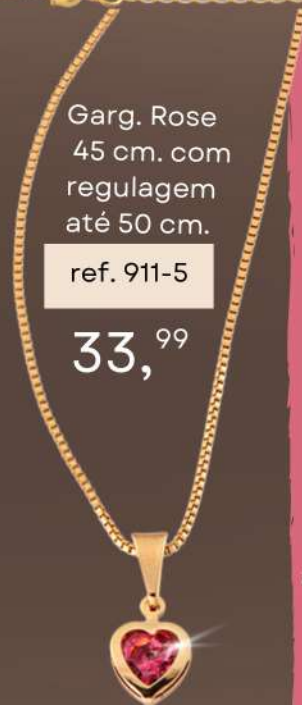 Garg. Rose
45 cm. com
regulagem
até 50 cm.
ref. 911-5
33,99